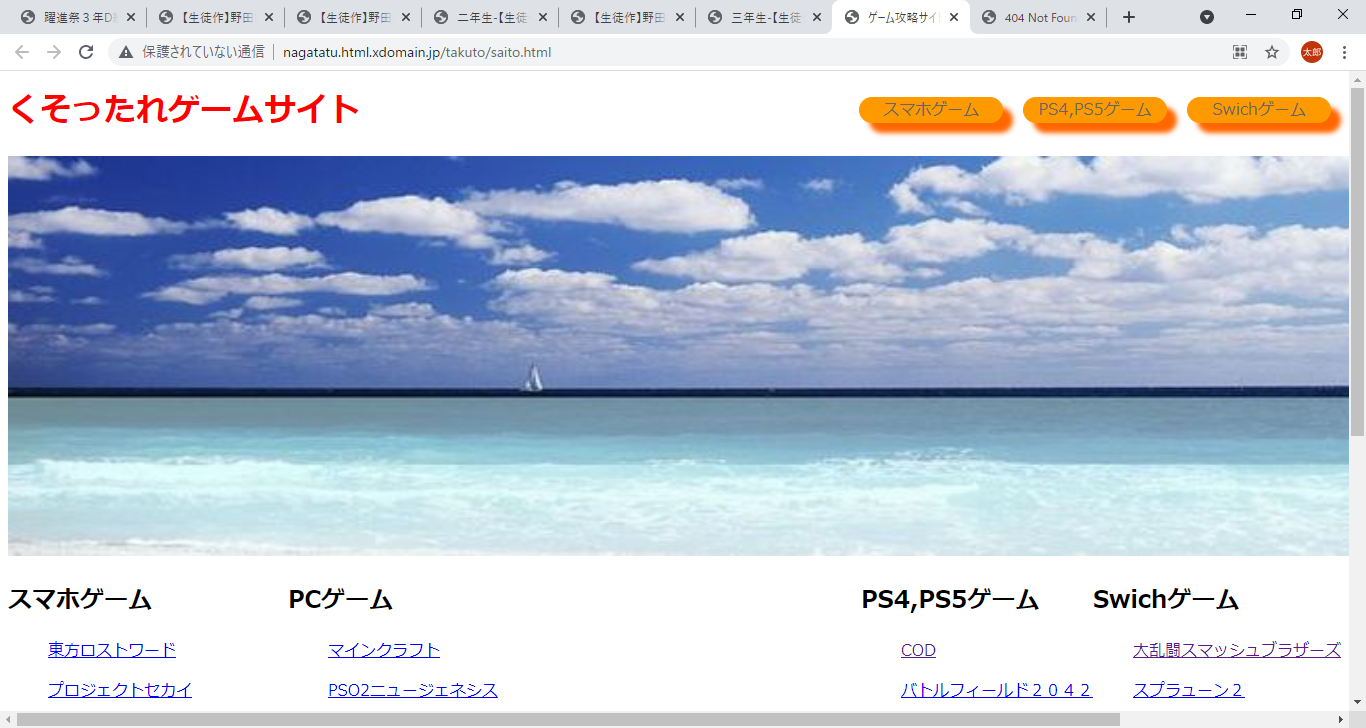 躍進祭３年D
【生徒作】野田
【生徒作】野田
二年生-【生徒
【生徒作】野田
三年生-【生徒
ゲーム攻略サイ
404 Not Foun
保護されていない通信
nagatatu.html.xdomain.jp/takuto/saito.html
太郎
くそったれゲームサイト
スマホゲーム
PS4,PS5ゲーム
Swichゲーム
スマホゲーム
PCゲーム
PS4,PS5ゲーム
Swichゲーム
東方ロストワード
マインクラフト
COD
大乱闘スマッシュブラザーズ
プロジェクトセカイ
PSO2ニュージェネシス
バトルフィールド２０４２
スプラューン２